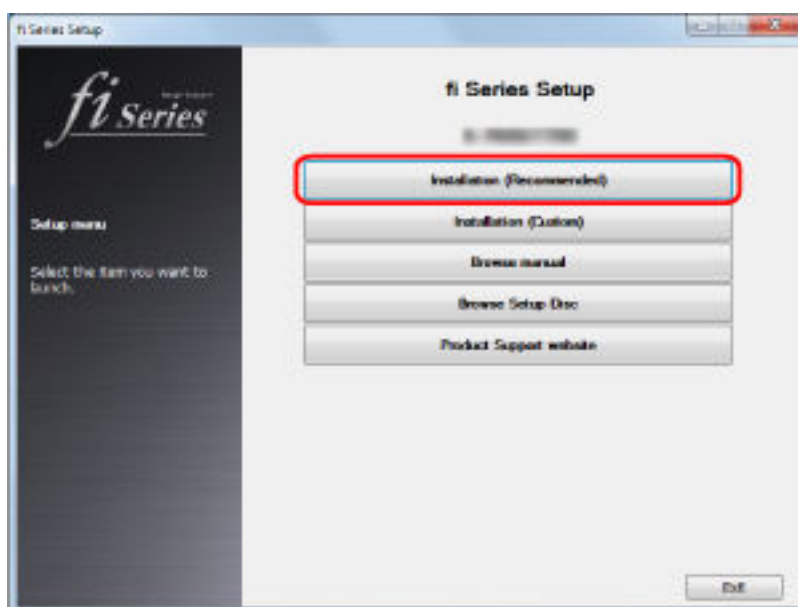 fi Series Setup
fi Series
Setup menu
Select the item you want to
launch.
fi Series Setup
Installation (Recommended)
Installation (Custom)
Browse manual
Browse Setup Disc
Product Support website
Exit